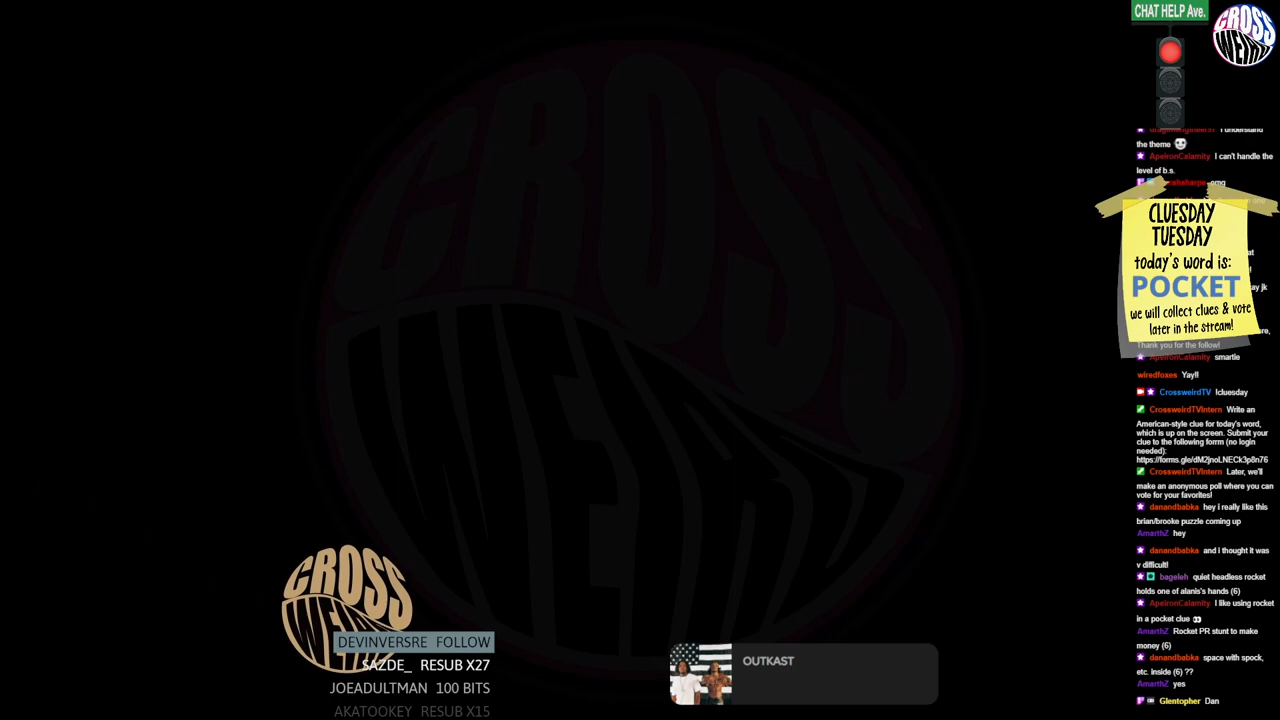 CHAT HELP Ave.
CROSS
WEIRD
CROSS
WEIRD
I understand
the theme
ApeironCalamity I can't handle the
level of b.s.
omg
CLUESDAY
TUESDAY
today's word is:
POCKET
we will collect clues & vote
later in the stream!
Thank you for the follow!
ApeironCalamity smartie
wiredfoxes Yay!!
CrossweirdTV !cluesday
CrossweirdTVIntern Write an
American-style clue for today's word,
which is up on the screen. Submit your
clue to the following form (no login
needed):
https://forms.gle/dM2jnoLNECk3p8n76
CrossweirdTVIntern Later, we'll
make an anonymous poll where you can
vote for your favorites!
danandbabka hey i really like this
brian/brooke puzzle coming up
AmarthZ hey
danandbabka and i thought it was
v difficult!
bageleh quiet headless rocket
holds one of alanis's hands (6)
ApeironCalamity I like using rocket
in a pocket clue
AmarthZ Rocket PR stunt to make
money (6)
danandbabka space with spock,
etc. inside (6) ??
AmarthZ yes
Glentopher Dan
CROSS
WEIRD
DEVINVERSRE FOLLOW
SAZDE_ RESUB X27
JOEADULTMAN 100 BITS
AKATOOKEY RESUB X15
OUTKAST